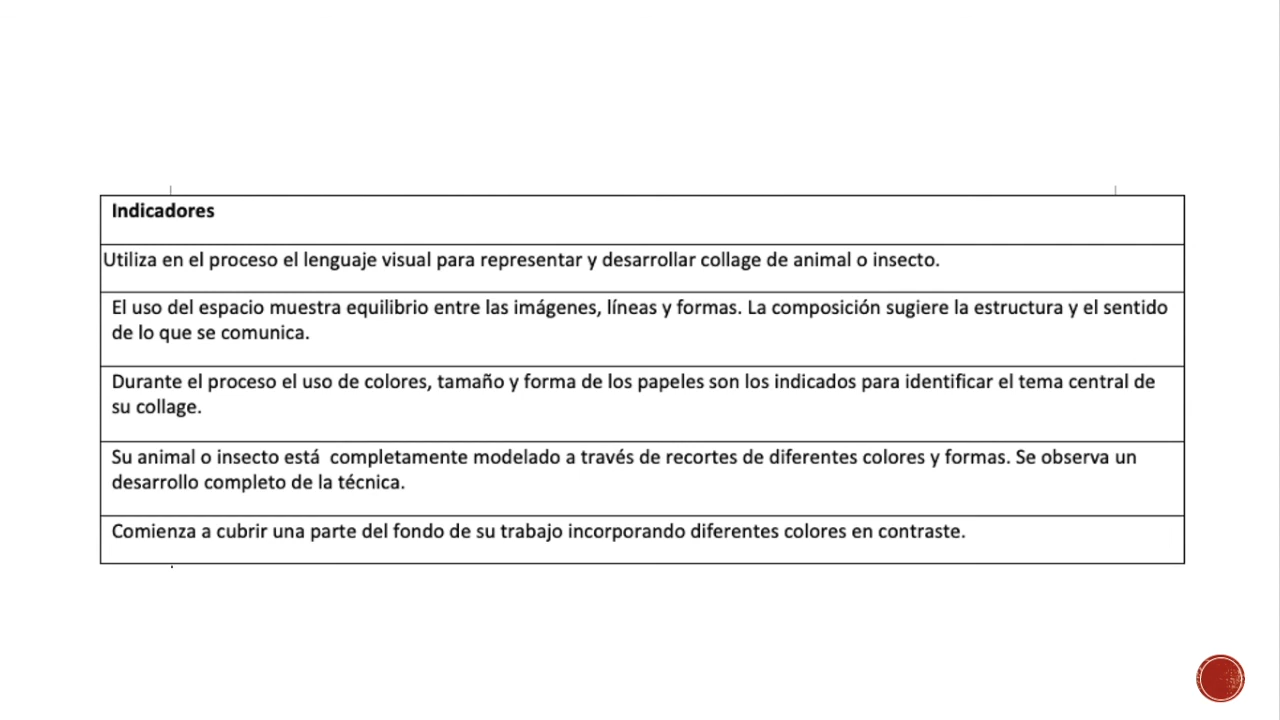 Indicadores
Utiliza en el proceso el lenguaje visual para representar y desarrollar collage de animal o insecto.
El uso del espacio muestra equilibrio entre las imágenes, líneas y formas. La composición sugiere la estructura y el sentido
de lo que se comunica.
Durante el proceso el uso de colores, tamaño y forma de los papeles son los indicados para identificar el tema central de
su collage.
Su animal o insecto está  completamente modelado a través de recortes de diferentes colores y formas. Se observa un
desarrollo completo de la técnica.
Comienza a cubrir una parte del fondo de su trabajo incorporando diferentes colores en contraste.